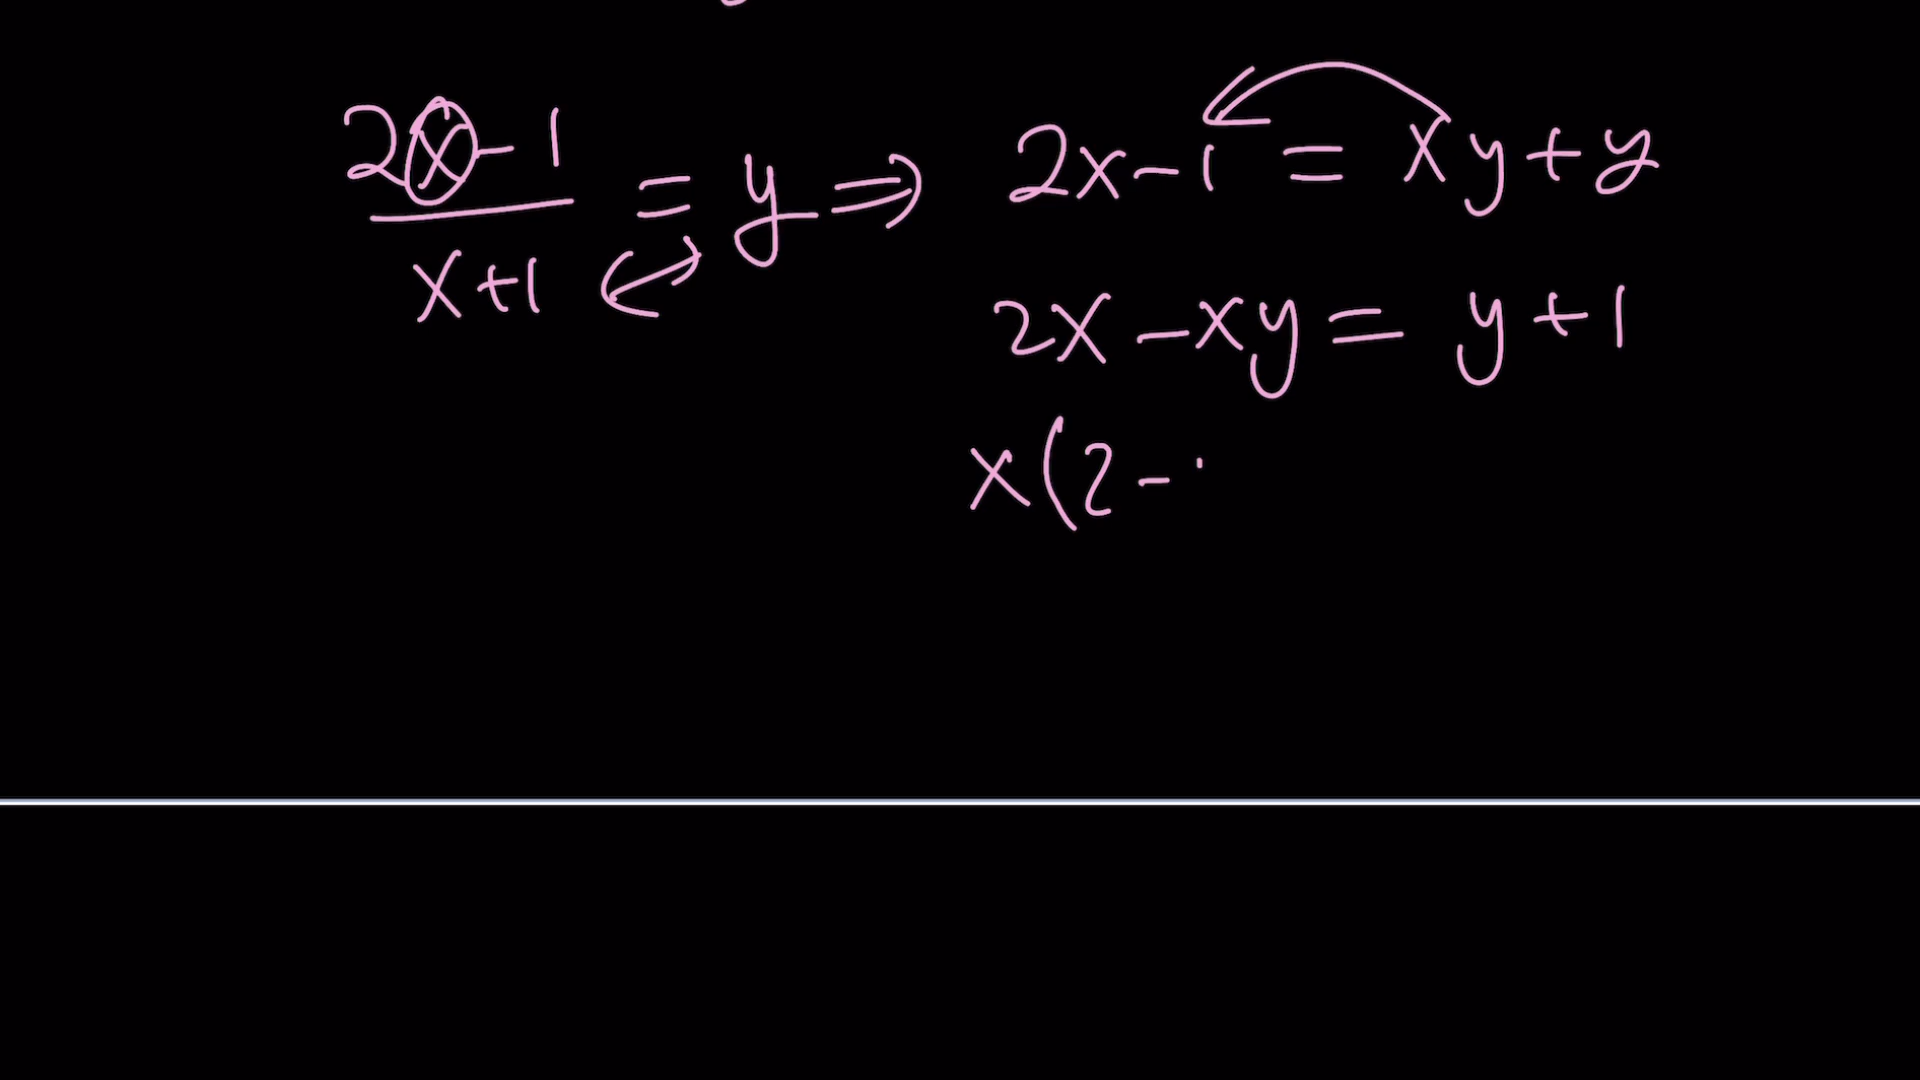 (2x-1)/(x+1) = y ⇒ 2x-1 = xy+y
2x-xy = y+1
x(2-